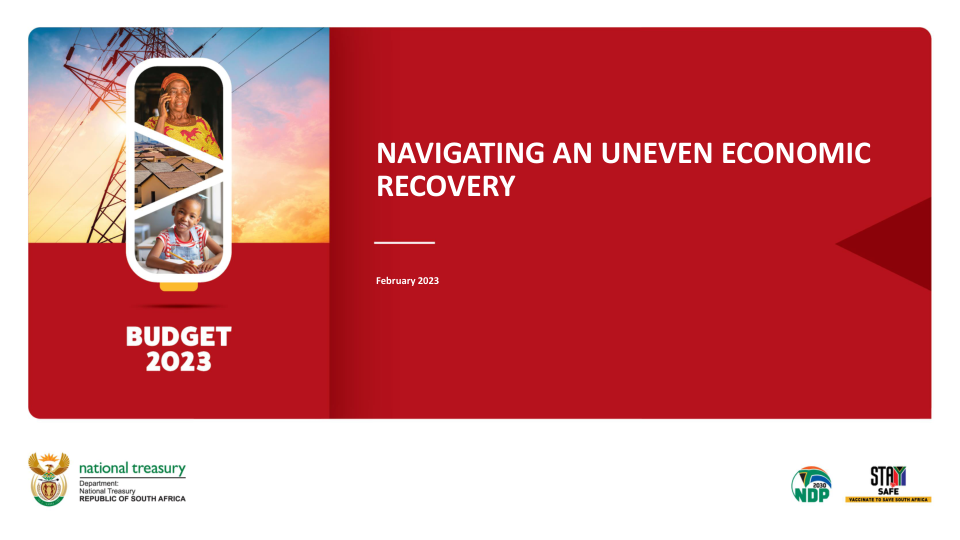 NAVIGATING AN UNEVEN ECONOMIC
RECOVERY
February 2023
BUDGET
2023
national treasury
Department:
National Treasury
REPUBLIC OF SOUTH AFRICA
2030
NDP
STAY
SAFE
VACCINATE TO SAVE SOUTH AFRICA